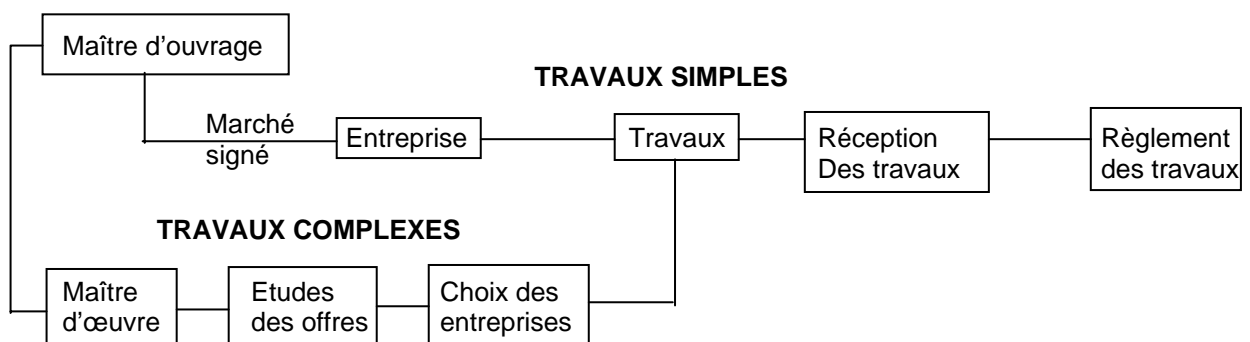 Maître d'ouvrage
TRAVAUX SIMPLES
Marché
signé
Entreprise
Travaux
Réception
Des travaux
Règlement
des travaux
TRAVAUX COMPLEXES
Maître
d'œuvre
Etudes
des offres
Choix des
entreprises